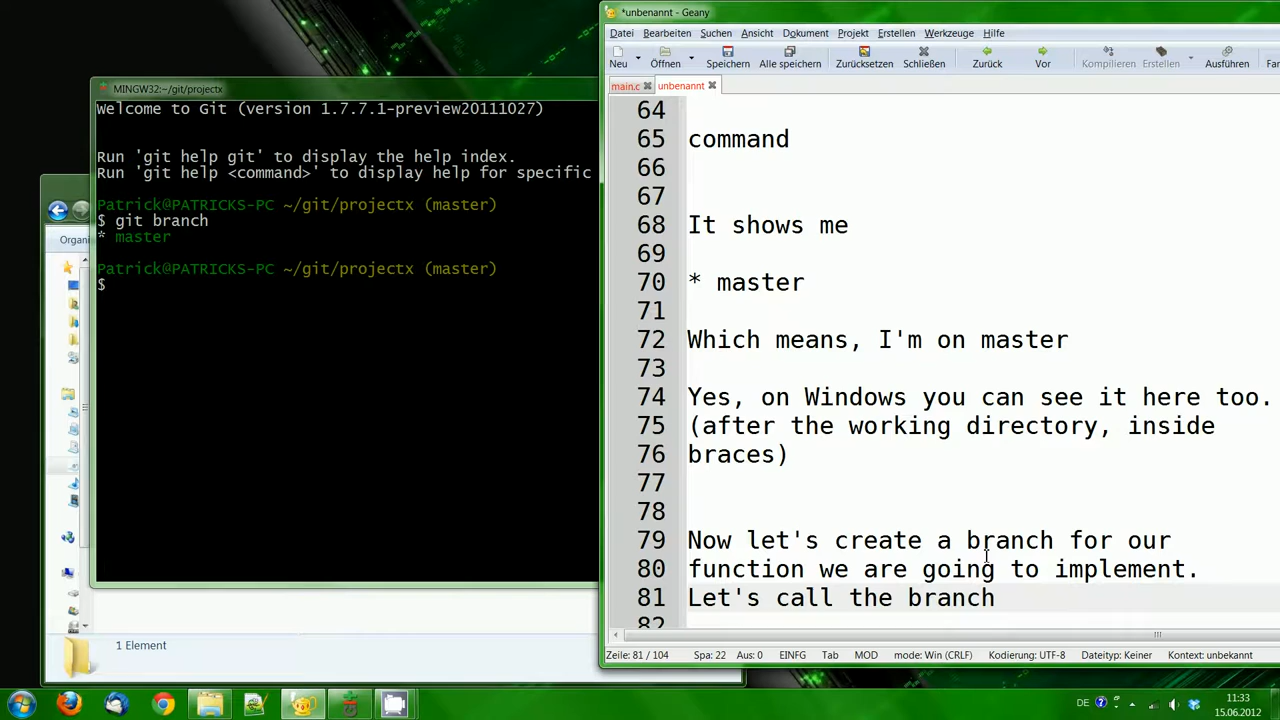 *unbenannt - Geany
Datei Bearbeiten Suchen Ansicht Dokument Projekt Erstellen Werkzeuge Hilfe
Neu Öffnen Speichern Alle speichern Zurücksetzen Schließen Zurück Vor Kompilieren Erstellen Ausführen
main.c unbenannt
MINGW32:~/git/projectx
Welcome to Git (version 1.7.7.1-preview20111027)
Run 'git help git' to display the help index.
Run 'git help <command>' to display help for specific
Patrick@PATRICKS-PC ~/git/projectx (master)
$ git branch
* master
Patrick@PATRICKS-PC ~/git/projectx (master)
$
Organi
1 Element
64
65 command
66
67
68 It shows me
69
70 * master
71
72 Which means, I'm on master
73
74 Yes, on Windows you can see it here too.
75 (after the working directory, inside
76 braces)
77
78
79 Now let's create a branch for our
80 function we are going to implement.
81 Let's call the branch
82
Zeile: 81 / 104 Spa: 22 Aus: 0 EINFG Tab MOD mode: Win (CRLF) Kodierung: UTF-8 Dateityp: Keiner Kontext: unbekannt
DE
11:33
15.06.2012